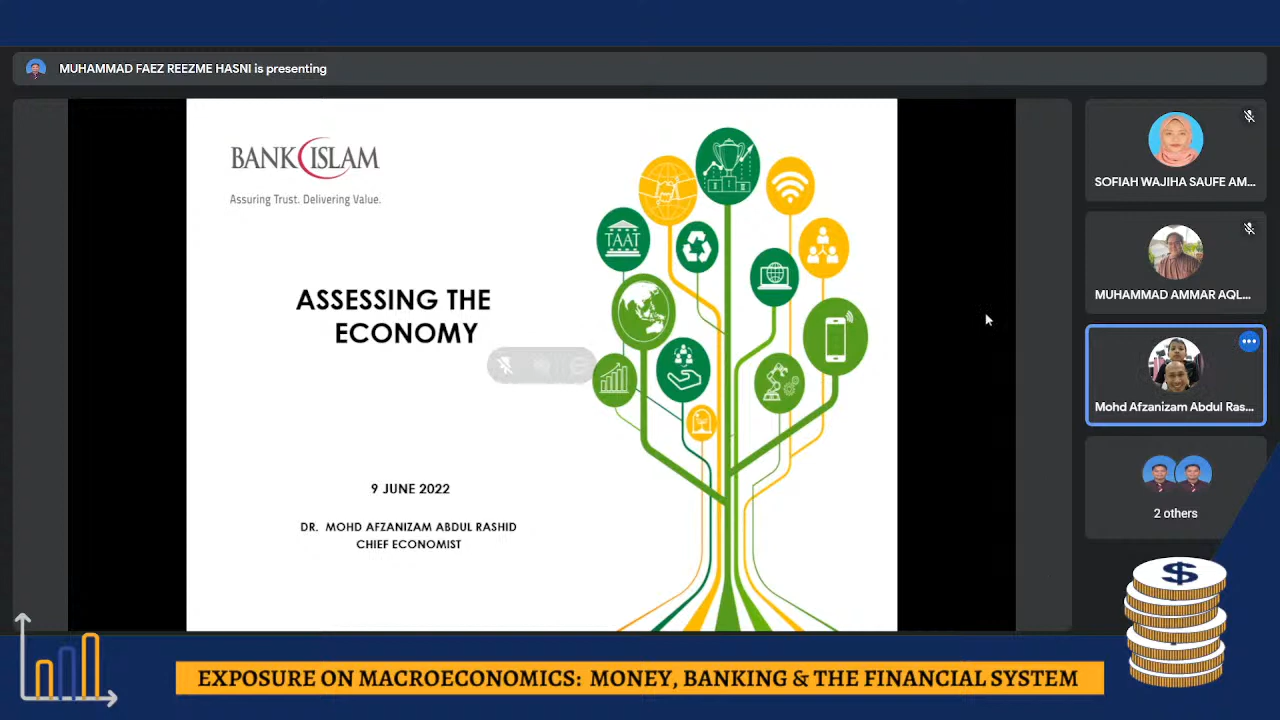 MUHAMMAD FAEZ REEZME HASNI is presenting
BANK ISLAM
Assuring Trust. Delivering Value.
TAAT
ASSESSING THE
ECONOMY
9 JUNE 2022
DR. MOHD AFZANIZAM ABDUL RASHID
CHIEF ECONOMIST
SOFIAH WAJIHA SAUFE AM...
MUHAMMAD AMMAR AQL...
Mohd Afzanizam Abdul Ras...
2 others
$
EXPOSURE ON MACROECONOMICS: MONEY, BANKING & THE FINANCIAL SYSTEM